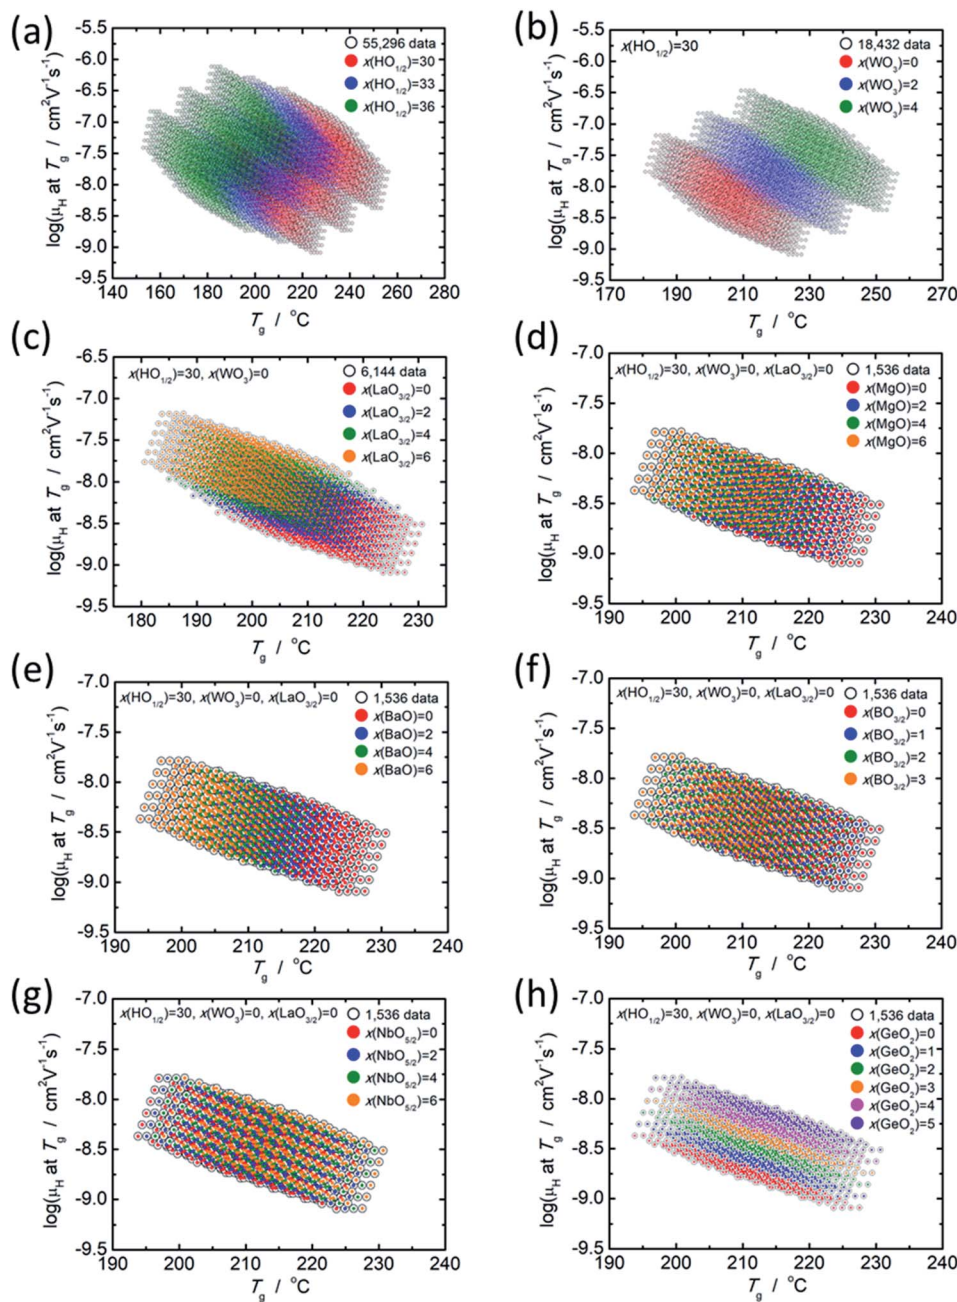 (a)
-5.5
-6.0
-6.5
-7.0
-7.5
-8.0
-8.5
-9.0
-9.5
log(μH at Tg / cm2V-1s-1)
55,296 data
x(HO1/2)=30
x(HO1/2)=33
x(HO1/2)=36
140 160 180 200 220 240 260 280
Tg / oC
(b)
-5.5
-6.0
-6.5
-7.0
-7.5
-8.0
-8.5
-9.0
-9.5
log(μH at Tg / cm2V-1s-1)
x(HO1/2)=30
18,432 data
x(WO3)=0
x(WO3)=2
x(WO3)=4
170 190 210 230 250 270
Tg / oC
(c)
-6.5
-7.0
-7.5
-8.0
-8.5
-9.0
-9.5
log(μH at Tg / cm2V-1s-1)
x(HO1/2)=30, x(WO3)=0
6,144 data
x(LaO3/2)=0
x(LaO3/2)=2
x(LaO3/2)=4
x(LaO3/2)=6
180 190 200 210 220 230
Tg / oC
(d)
-7.0
-7.5
-8.0
-8.5
-9.0
-9.5
log(μH at Tg / cm2V-1s-1)
x(HO1/2)=30, x(WO3)=0, x(LaO3/2)=0
1,536 data
x(MgO)=0
x(MgO)=2
x(MgO)=4
x(MgO)=6
190 200 210 220 230 240
Tg / oC
(e)
-7.0
-7.5
-8.0
-8.5
-9.0
-9.5
log(μH at Tg / cm2V-1s-1)
x(HO1/2)=30, x(WO3)=0, x(LaO3/2)=0
1,536 data
x(BaO)=0
x(BaO)=2
x(BaO)=4
x(BaO)=6
190 200 210 220 230 240
Tg / oC
(f)
-7.0
-7.5
-8.0
-8.5
-9.0
-9.5
log(μH at Tg / cm2V-1s-1)
x(HO1/2)=30, x(WO3)=0, x(LaO3/2)=0
1,536 data
x(BO3/2)=0
x(BO3/2)=1
x(BO3/2)=2
x(BO3/2)=3
190 200 210 220 230 240
Tg / oC
(g)
-7.0
-7.5
-8.0
-8.5
-9.0
-9.5
log(μH at Tg / cm2V-1s-1)
x(HO1/2)=30, x(WO3)=0, x(LaO3/2)=0
1,536 data
x(NbO5/2)=0
x(NbO5/2)=2
x(NbO5/2)=4
x(NbO5/2)=6
190 200 210 220 230 240
Tg / oC
(h)
-7.0
-7.5
-8.0
-8.5
-9.0
-9.5
log(μH at Tg / cm2V-1s-1)
x(HO1/2)=30, x(WO3)=0, x(LaO3/2)=0
1,536 data
x(GeO2)=0
x(GeO2)=1
x(GeO2)=2
x(GeO2)=3
x(GeO2)=4
x(GeO2)=5
190 200 210 220 230 240
Tg / oC